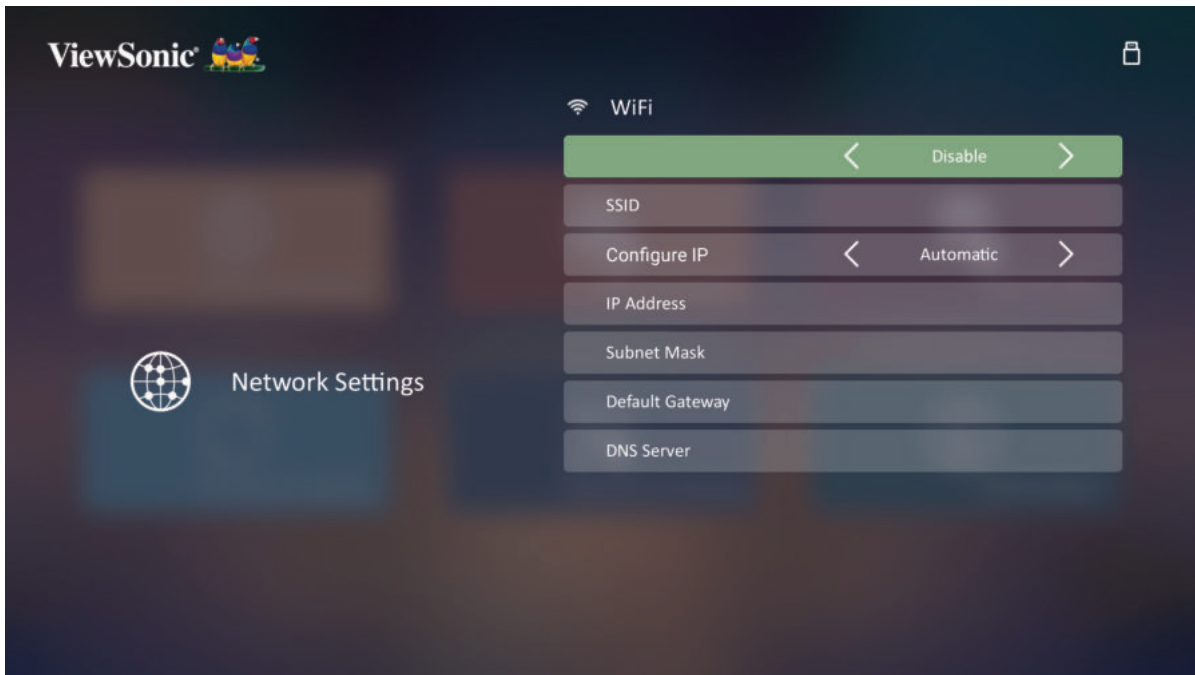 ViewSonic®
WiFi
Disable
SSID
Configure IP Automatic
IP Address
Subnet Mask
Network Settings
Default Gateway
DNS Server